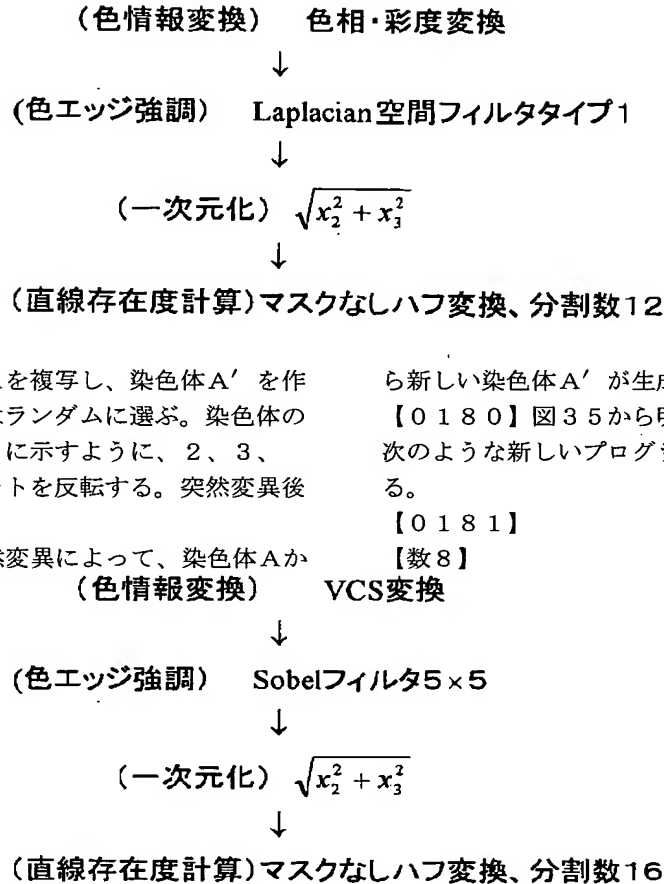 (色情報変換) 色相・彩度変換
↓
(色エッジ強調) Laplacian空間フィルタタイプ1
↓
(一次元化) √(x₂² + x₃²)
↓
(直線存在度計算)マスクなしハフ変換、分割数12
を複写し、染色体A′を作
はランダムに選ぶ。染色体の
に示すように、2、3、
ットを反転する。突然変異後
然変異によって、染色体Aか
ら新しい染色体A′が生成
【0180】図35から明
次のような新しいプログラ
る。
【0181】
【数8】
(色情報変換) VCS変換
↓
(色エッジ強調) Sobelフィルタ5×5
↓
(一次元化) √(x₂² + x₃²)
↓
(直線存在度計算)マスクなしハフ変換、分割数16